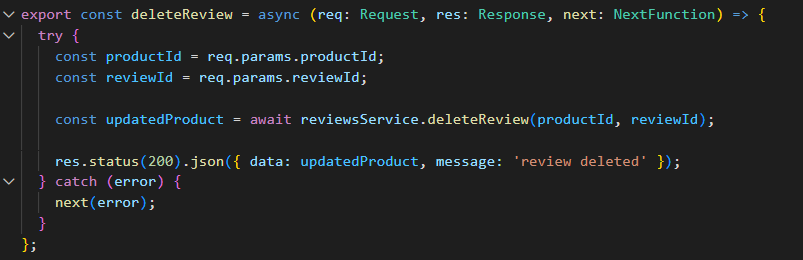 export const deleteReview = async (req: Request, res: Response, next: NextFunction) => {
  try {
    const productId = req.params.productId;
    const reviewId = req.params.reviewId;

    const updatedProduct = await reviewsService.deleteReview(productId, reviewId);

    res.status(200).json({ data: updatedProduct, message: 'review deleted' });
  } catch (error) {
    next(error);
  }
};